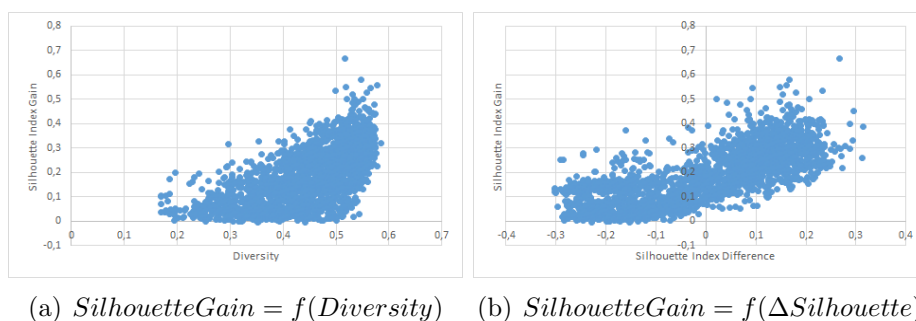 0,8
0,7
0,6
0,5
0,4
0,3
0,2
0,1
0
-0,1
0 0,1 0,2 0,3 0,4 0,5 0,6 0,7
Silhouette Index Gain
Diversity
0,8
0,7
0,6
0,5
0,4
0,3
0,2
0,1
0
-0,1
-0,4 -0,3 -0,2 -0,1 0 0,1 0,2 0,3 0,4
Silhouette Index Gain
Silhouette Index Difference
(a) SilhouetteGain = f(Diversity)
(b) SilhouetteGain = f(ΔSilhouette)